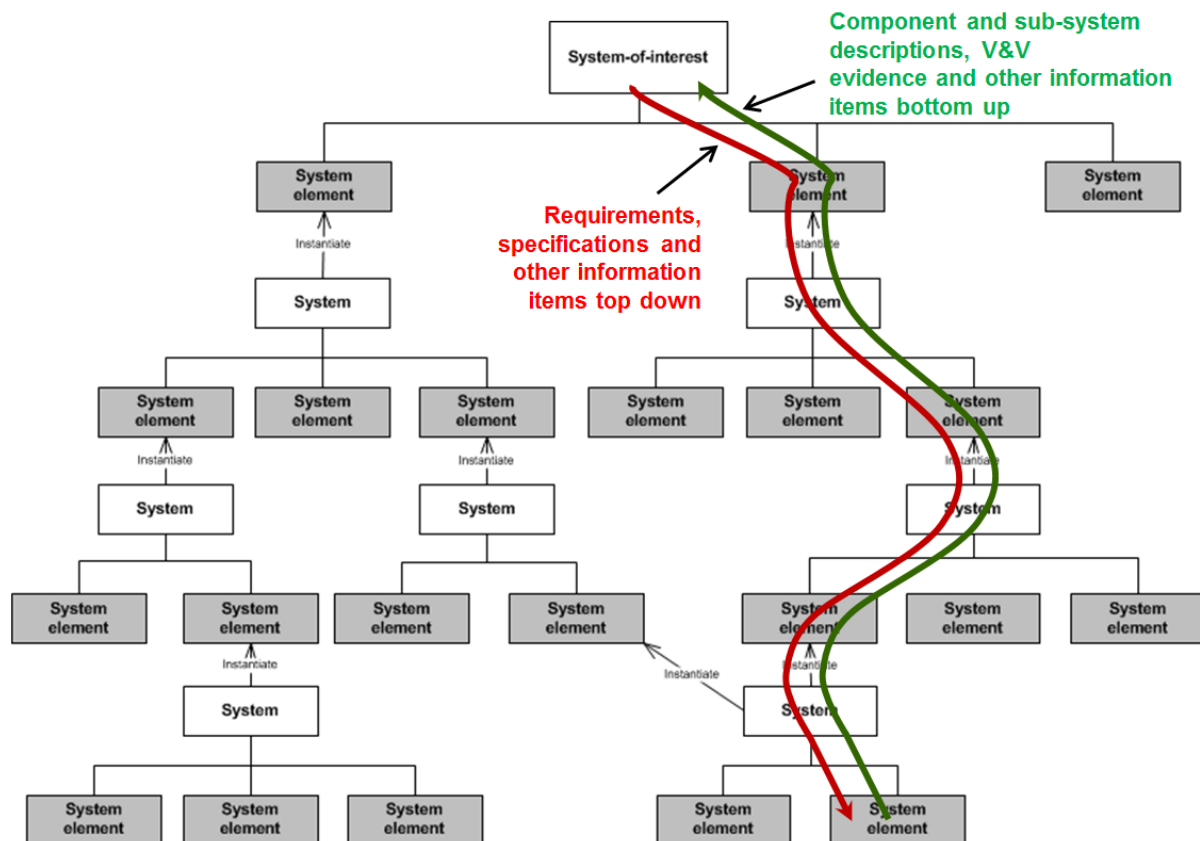 Component and sub-system
descriptions, V&V
evidence and other information
items bottom up
System-of-interest
System
element
System
element
System
element
Requirements,
specifications and
other information
items top down
Instantiate
Instantiate
System
System
System
element
System
element
System
element
System
element
System
element
System
element
Instantiate
Instantiate
Instantiate
System
System
System
System
element
System
element
System
element
System
element
System
element
System
element
System
element
Instantiate
Instantiate
Instantiate
System
System
System
element
System
element
System
element
System
element
System
element